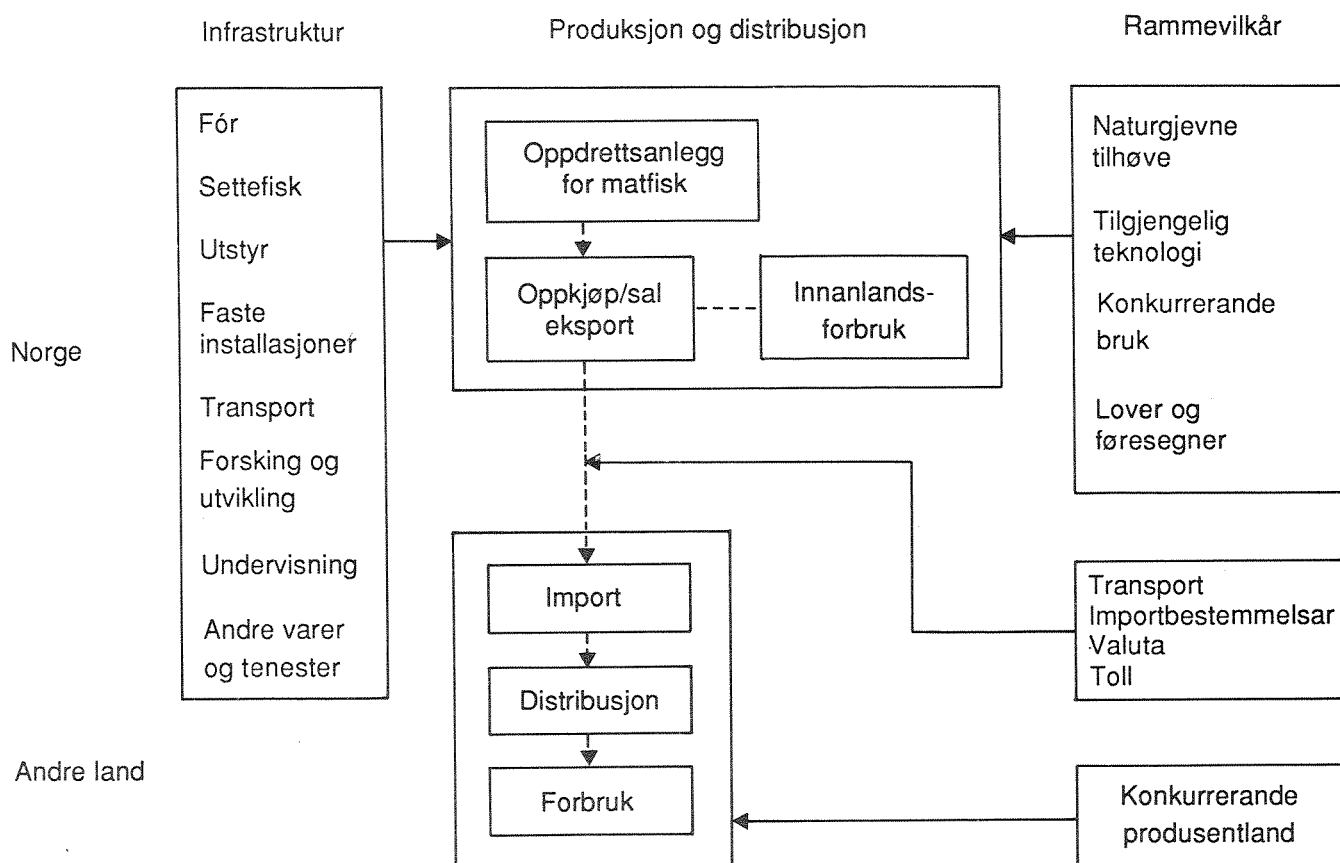 Infrastruktur
Produksjon og distribusjon
Rammevilkår
Norge
Fór
Settefisk
Utstyr
Faste
installasjoner
Transport
Forsking og
utvikling
Undervisning
Andre varer
og tenester
Oppdrettsanlegg
for matfisk
Oppkjøp/sal
eksport
Innanlands-
forbruk
Naturgjevne
tilhøve
Tilgjengelig
teknologi
Konkurrerande
bruk
Lover og
føresegner
Andre land
Import
Distribusjon
Forbruk
Transport
Importbestemmelsar
Valuta
Toll
Konkurrerande
produsentland